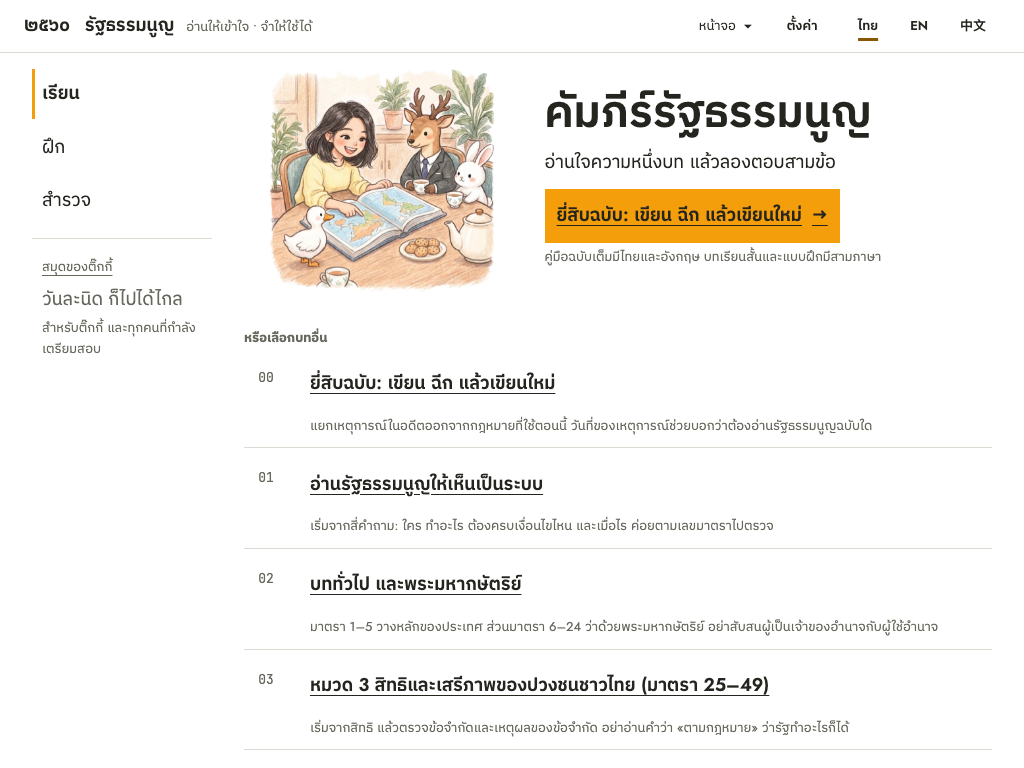 ๒๕๖๐ รัฐธรรมนูญ อ่านให้เข้าใจ · จำให้ใช้ได้
หน้าจอ ตั้งค่า ไทย EN 中文
เรียน
ฝึก
สำรวจ
สมุดของติ๊กกี้
วันละนิด ก็ไปได้ไกล
สำหรับติ๊กกี้ และทุกคนที่กำลัง
เตรียมสอบ
คัมภีร์รัฐธรรมนูญ
อ่านใจความหนึ่งบท แล้วลองตอบสามข้อ
ยี่สิบฉบับ: เขียน ฉีก แล้วเขียนใหม่ →
คู่มือฉบับเต็มมีไทยและอังกฤษ บทเรียนสั้นและแบบฝึกมีสามภาษา
หรือเลือกบทอื่น
00 ยี่สิบฉบับ: เขียน ฉีก แล้วเขียนใหม่
แยกเหตุการณ์ในอดีตออกจากกฎหมายที่ใช้ตอนนี้ วันที่ของเหตุการณ์ช่วยบอกว่าต้องอ่านรัฐธรรมนูญฉบับใด
01 อ่านรัฐธรรมนูญให้เห็นเป็นระบบ
เริ่มจากสี่คำถาม: ใคร ทำอะไร ต้องครบเงื่อนไขไหน และเมื่อไร ค่อยตามเลขมาตราไปตรวจ
02 บททั่วไป และพระมหากษัตริย์
มาตรา 1–5 วางหลักของประเทศ ส่วนมาตรา 6–24 ว่าด้วยพระมหากษัตริย์ อย่าสับสนผู้เป็นเจ้าของอำนาจกับผู้ใช้อำนาจ
03 หมวด 3 สิทธิและเสรีภาพของปวงชนชาวไทย (มาตรา 25–49)
เริ่มจากสิทธิ แล้วตรวจข้อจำกัดและเหตุผลของข้อจำกัด อย่าอ่านคำว่า «ตามกฎหมาย» ว่ารัฐทำอะไรก็ได้